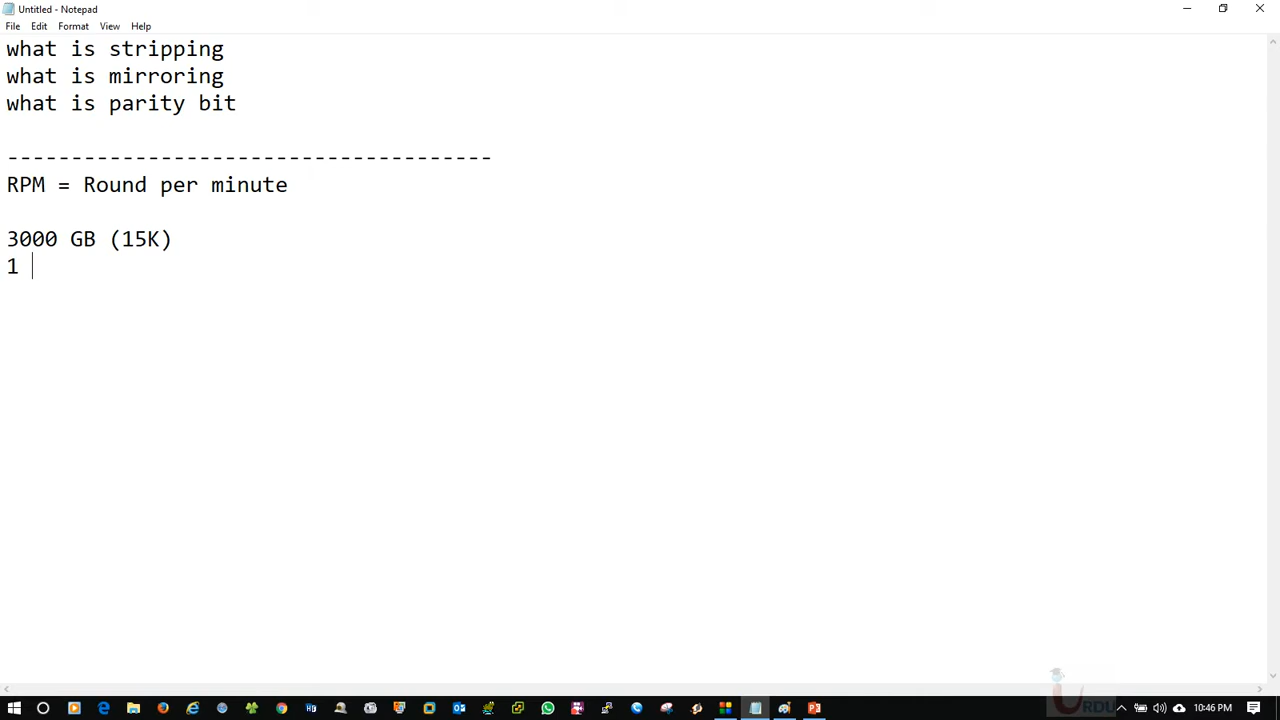 Untitled - Notepad
File Edit Format View Help
what is stripping
what is mirroring
what is parity bit
--------------------------------------
RPM = Round per minute
3000 GB (15K)
1
URDU
10:46 PM